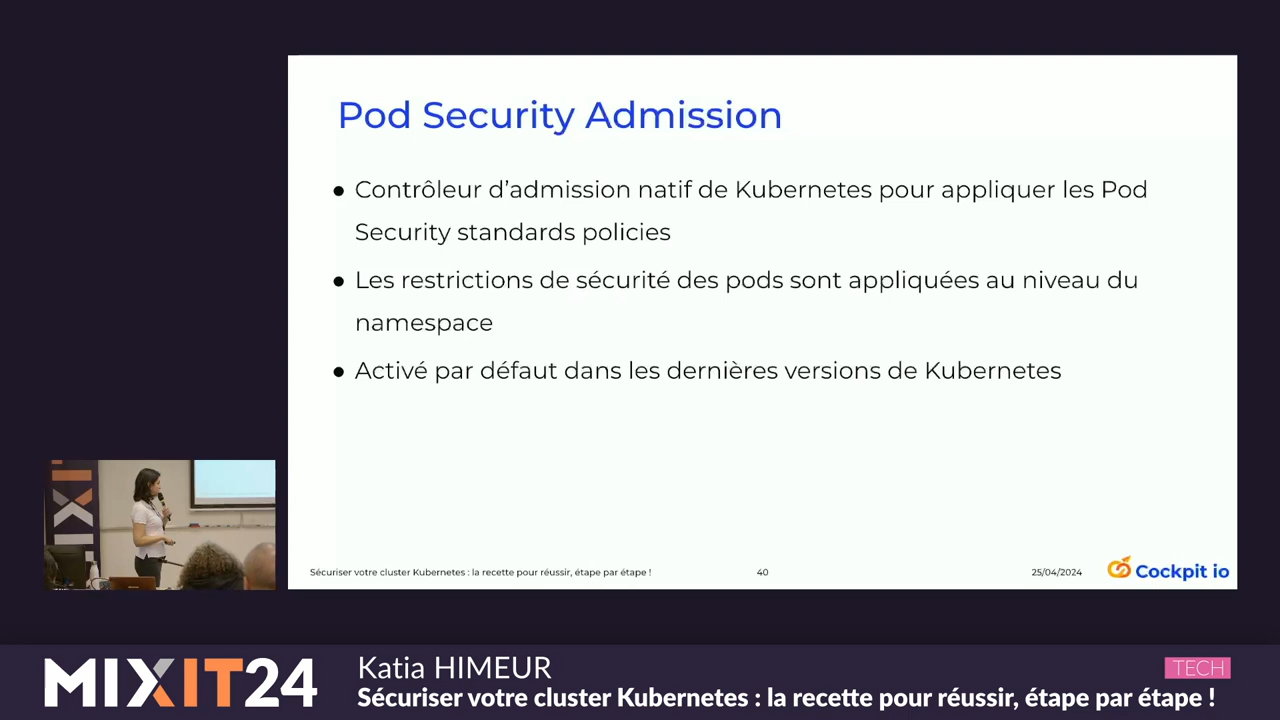 Pod Security Admission
● Contrôleur d’admission natif de Kubernetes pour appliquer les Pod
Security standards policies
● Les restrictions de sécurité des pods sont appliquées au niveau du
namespace
● Activé par défaut dans les dernières versions de Kubernetes
Sécuriser votre cluster Kubernetes : la recette pour réussir, étape par étape !
40
25/04/2024
Cockpit io
MIXIT24
Katia HIMEUR
TECH
Sécuriser votre cluster Kubernetes : la recette pour réussir, étape par étape !